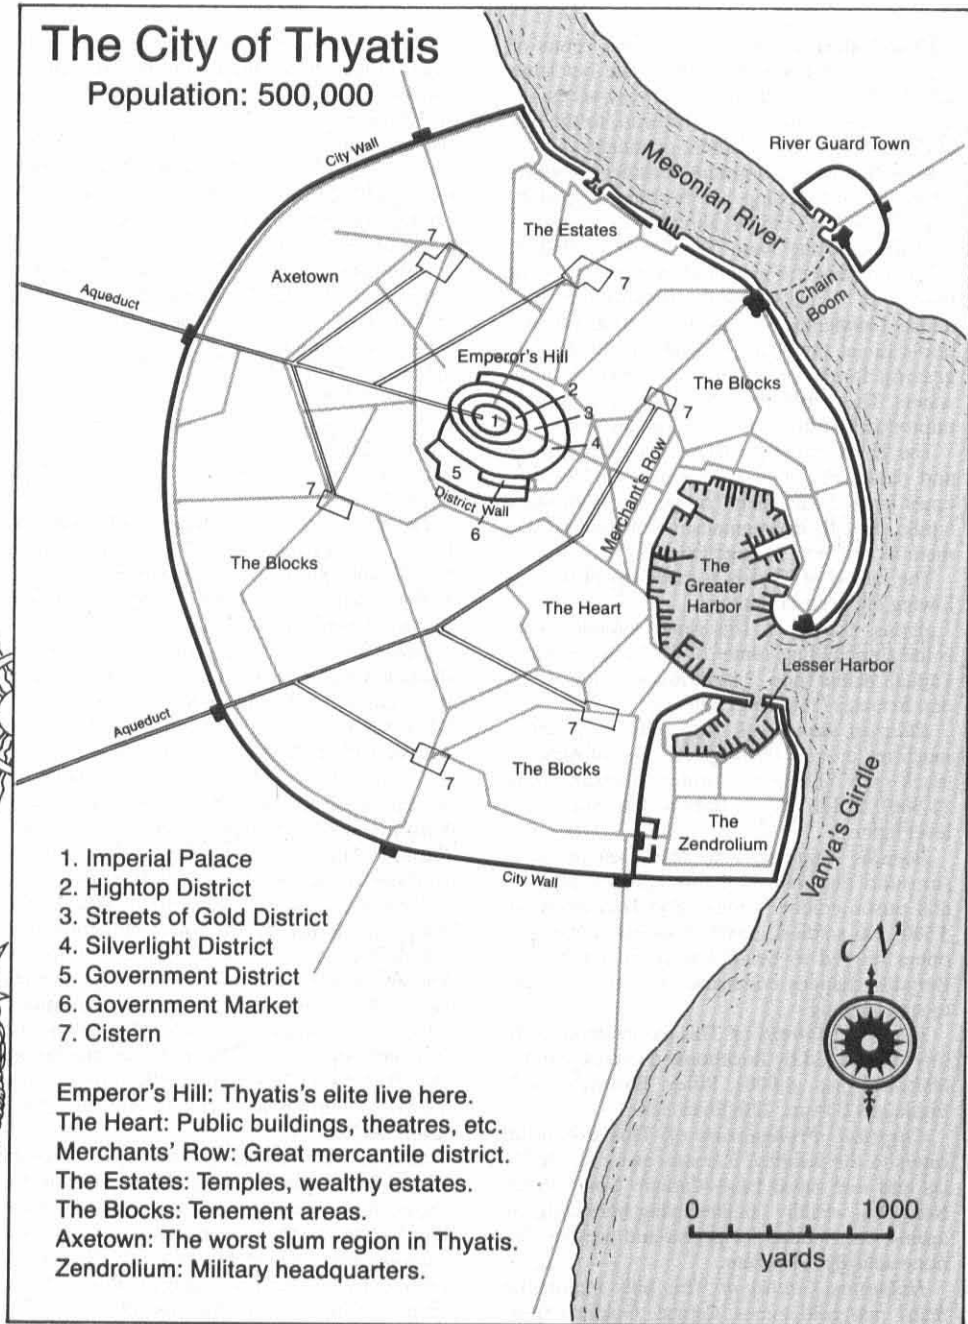 The City of Thyatis
Population: 500,000
City Wall
Mesonian River
River Guard Town
The Estates
7
Axetown
7
Aqueduct
Chain
Boom
Emperor's Hill
The Blocks
2
3
7
1
4
5
Merchant's Row
District Wall
7
6
The Blocks
The
Greater
Harbor
The Heart
Lesser Harbor
Aqueduct
7
The Blocks
7
Vanya's Girdle
The
Zendrolium
City Wall
1. Imperial Palace
2. Hightop District
3. Streets of Gold District
4. Silverlight District
5. Government District
6. Government Market
7. Cistern
N
Emperor's Hill: Thyatis's elite live here.
The Heart: Public buildings, theatres, etc.
Merchants' Row: Great mercantile district.
The Estates: Temples, wealthy estates.
The Blocks: Tenement areas.
Axetown: The worst slum region in Thyatis.
Zendrolium: Military headquarters.
0 1000
yards